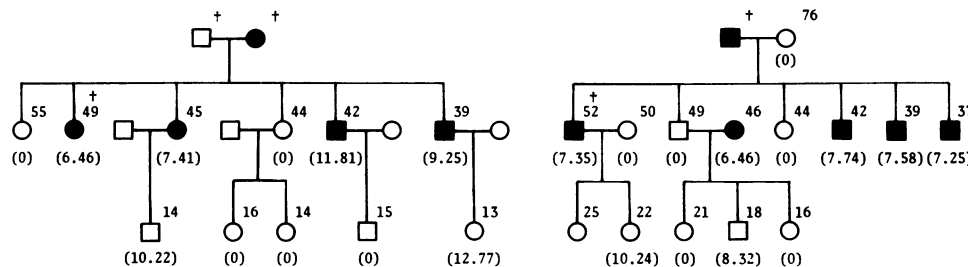 † † † 76
(0)
† †
55 49 45 44 42 39 52 50 49 46 44 42 39 37
(0) (6.46) (7.41) (0) (11.81) (9.25) (7.35) (0) (0) (6.46) (0) (7.74) (7.58) (7.25)
14 16 14 15 13 25 22 21 18 16
(10.22) (0) (0) (0) (12.77) (10.24) (0) (8.32) (0)